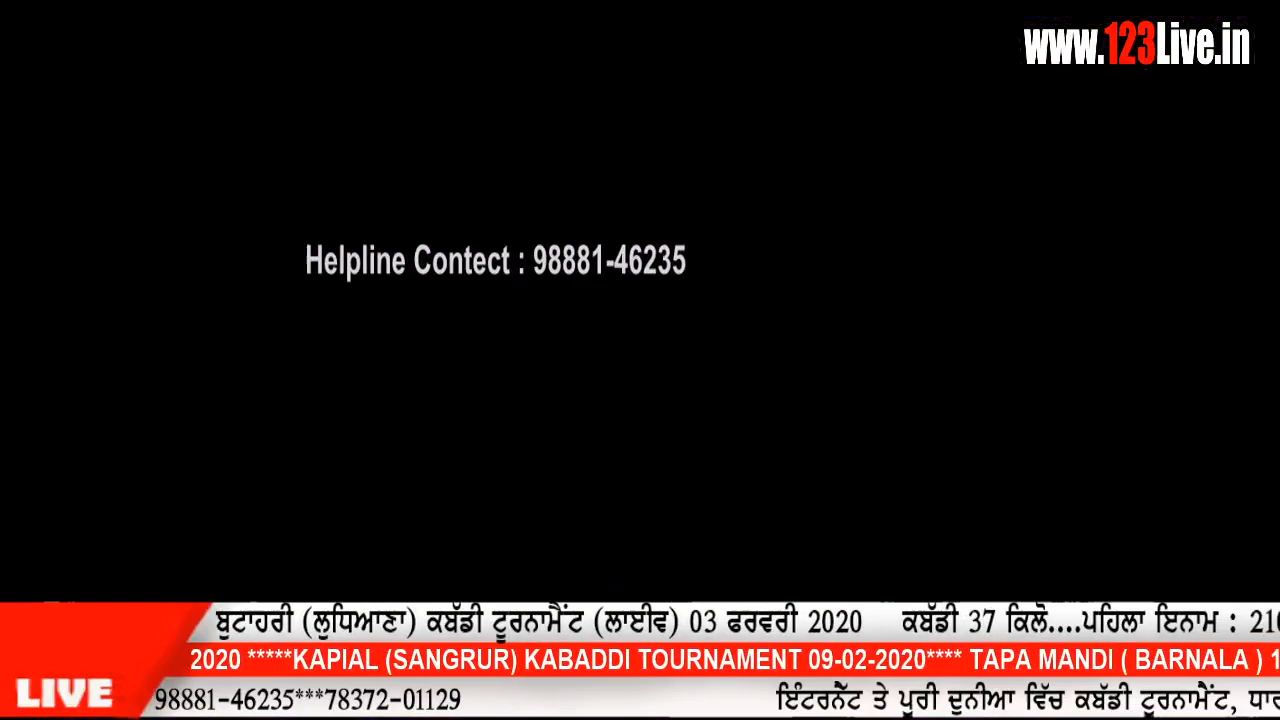 www.123Live.in
Helpline Contect : 98881-46235
ਬੁਟਾਹਰੀ (ਲੁਧਿਆਣਾ) ਕਬੱਡੀ ਟੂਰਨਾਮੈਂਟ (ਲਾਈਵ) 03 ਫਰਵਰੀ 2020 ਕਬੱਡੀ 37 ਕਿਲੋ....ਪਹਿਲਾ ਇਨਾਮ :
2020 *****KAPIAL (SANGRUR) KABADDI TOURNAMENT 09-02-2020**** TAPA MANDI ( BARNALA )
LIVE
98881-46235***78372-01129 ਇੰਟਰਨੈੱਟ ਤੇ ਪੂਰੀ ਦੁਨੀਆ ਵਿੱਚ ਕਬੱਡੀ ਟੂਰਨਾਮੈਂਟ,